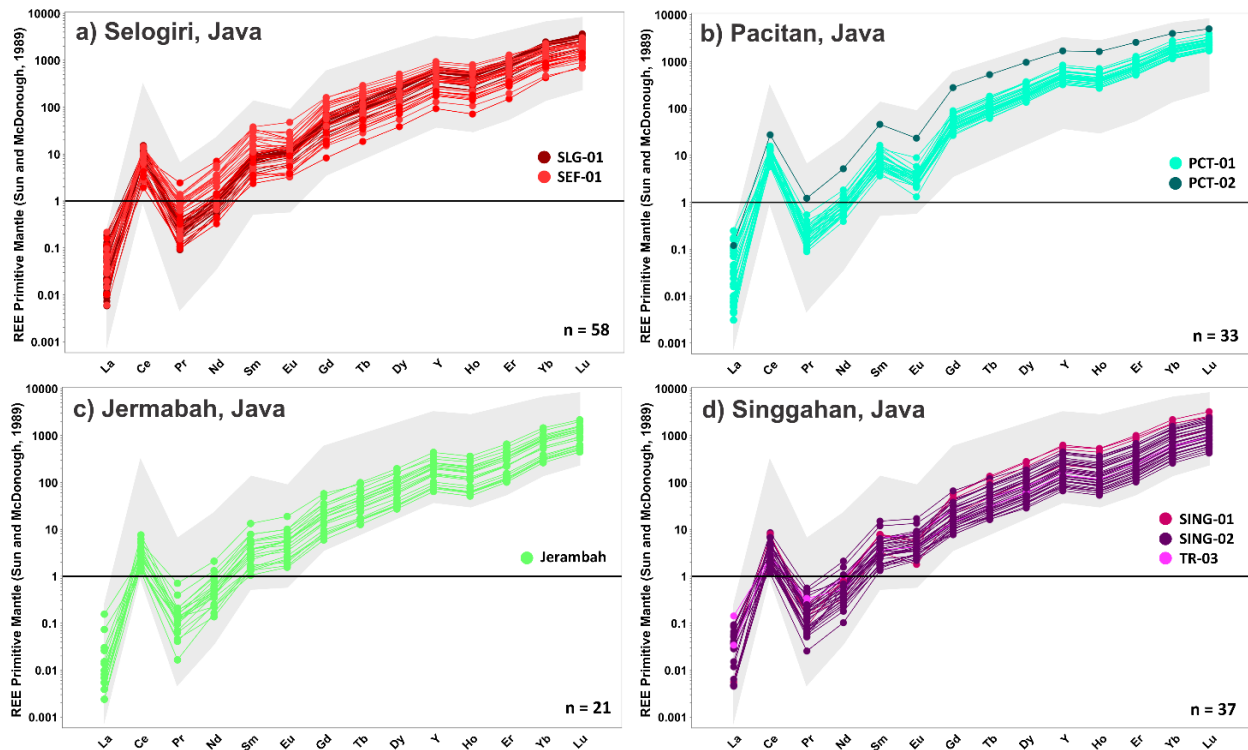 a) Selogiri, Java
REE Primitive Mantle (Sun and McDonough, 1989)
10000
1000
100
10
1
0.1
0.01
0.001
SLG-01
SEF-01
n = 58
La Ce Pr Nd Sm Eu Gd Tb Dy Y Ho Er Yb Lu
b) Pacitan, Java
REE Primitive Mantle (Sun and McDonough, 1989)
10000
1000
100
10
1
0.1
0.01
0.001
PCT-01
PCT-02
n = 33
La Ce Pr Nd Sm Eu Gd Tb Dy Y Ho Er Yb Lu
c) Jermabah, Java
REE Primitive Mantle (Sun and McDonough, 1989)
10000
1000
100
10
1
0.1
0.01
0.001
Jerambah
n = 21
La Ce Pr Nd Sm Eu Gd Tb Dy Y Ho Er Yb Lu
d) Singgahan, Java
REE Primitive Mantle (Sun and McDonough, 1989)
10000
1000
100
10
1
0.1
0.01
0.001
SING-01
SING-02
TR-03
n = 37
La Ce Pr Nd Sm Eu Gd Tb Dy Y Ho Er Yb Lu